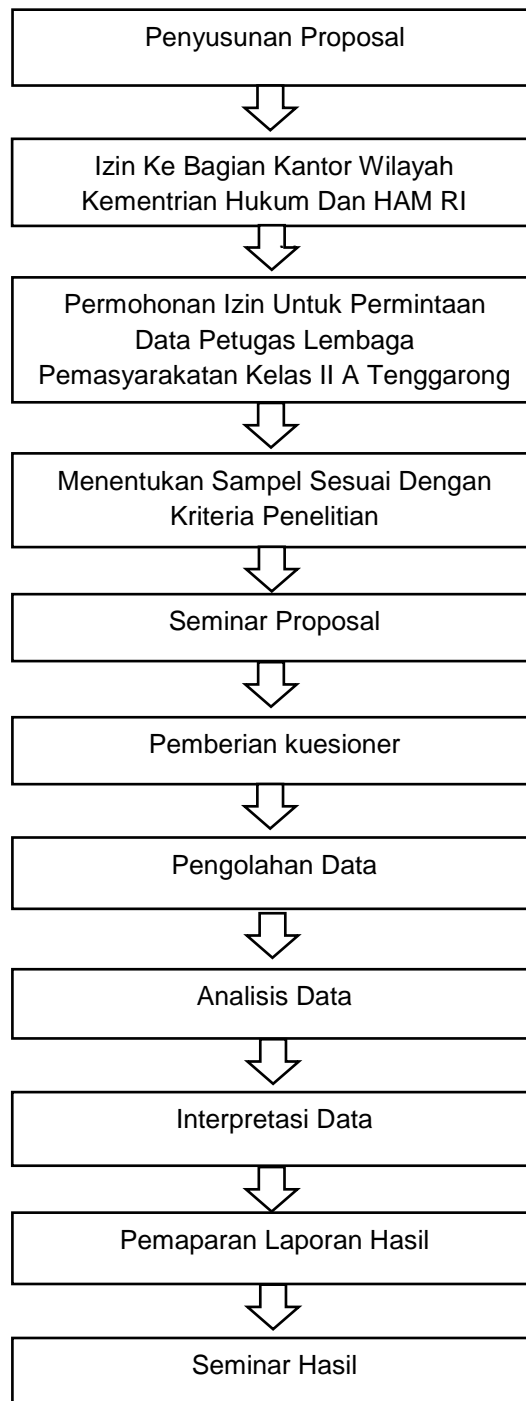 Penyusunan Proposal
Izin Ke Bagian Kantor Wilayah
Kementrian Hukum Dan HAM RI
Permohonan Izin Untuk Permintaan
Data Petugas Lembaga
Pemasyarakatan Kelas II A Tenggarong
Menentukan Sampel Sesuai Dengan
Kriteria Penelitian
Seminar Proposal
Pemberian kuesioner
Pengolahan Data
Analisis Data
Interpretasi Data
Pemaparan Laporan Hasil
Seminar Hasil